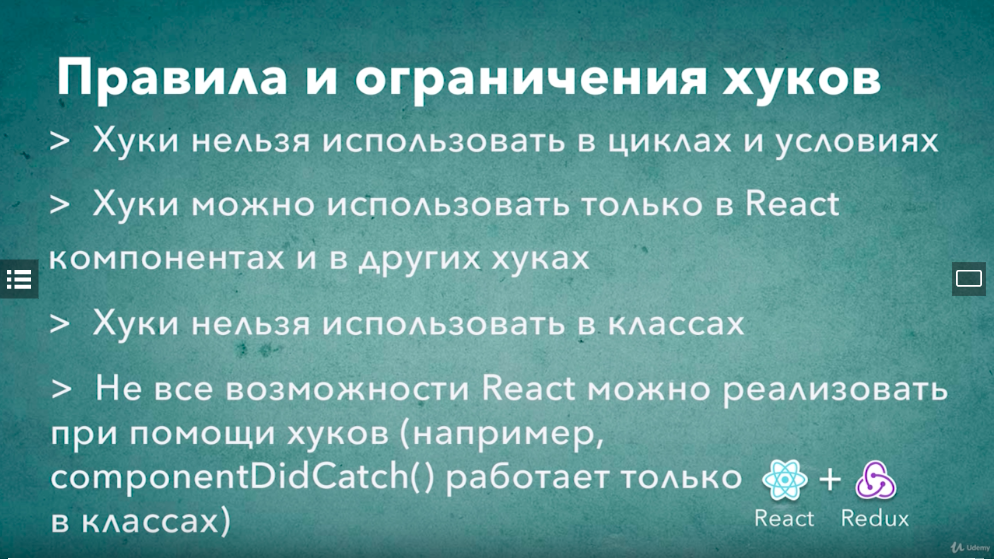 Правила и ограничения хуков
> Хуки нельзя использовать в циклах и условиях
> Хуки можно использовать только в React
компонентах и в других хуках
> Хуки нельзя использовать в классах
> Не все возможности React можно реализовать
при помощи хуков (например,
componentDidCatch() работает только
в классах)
+
React Redux
Udemy